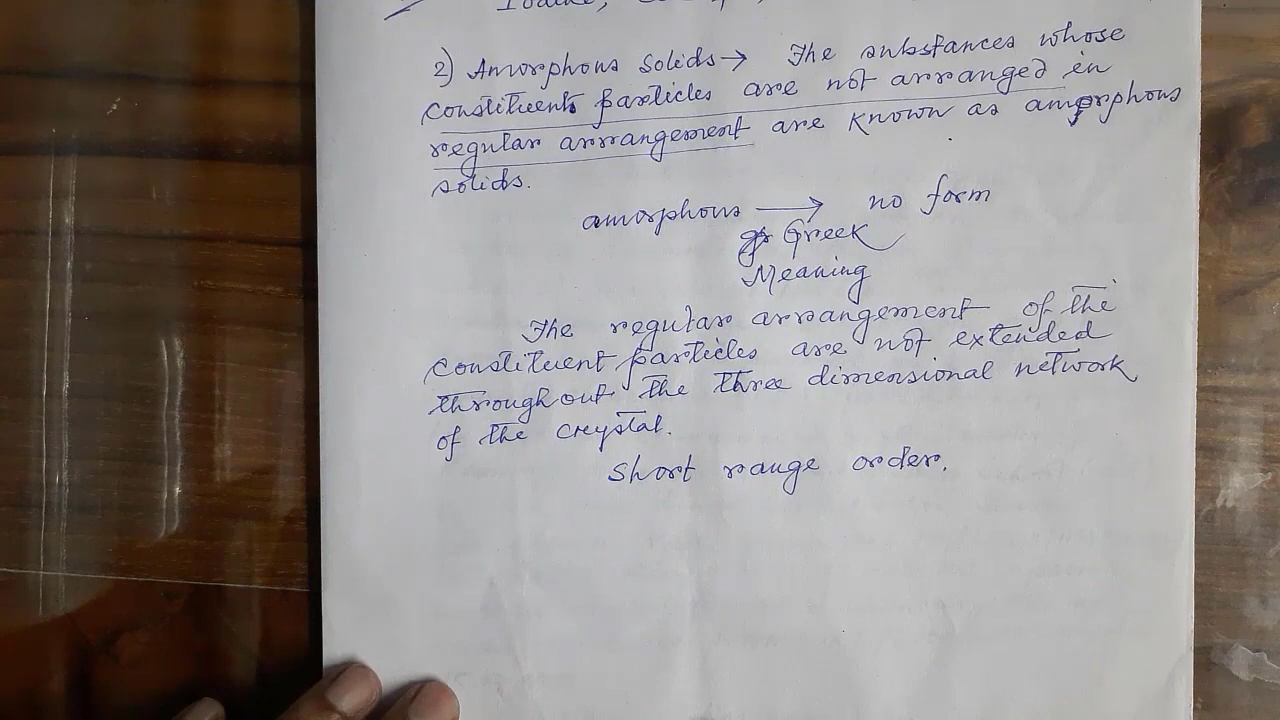 Iodine,
2) Amorphous Solids → The substances whose
constituents particles are not arranged in
regular arrangement are known as amorphous
solids.
amorphous → no form
Greek
Meaning
The regular arrangement of the
constituent particles are not extended
throughout the three dimensional network
of the crystal.
Short range order.